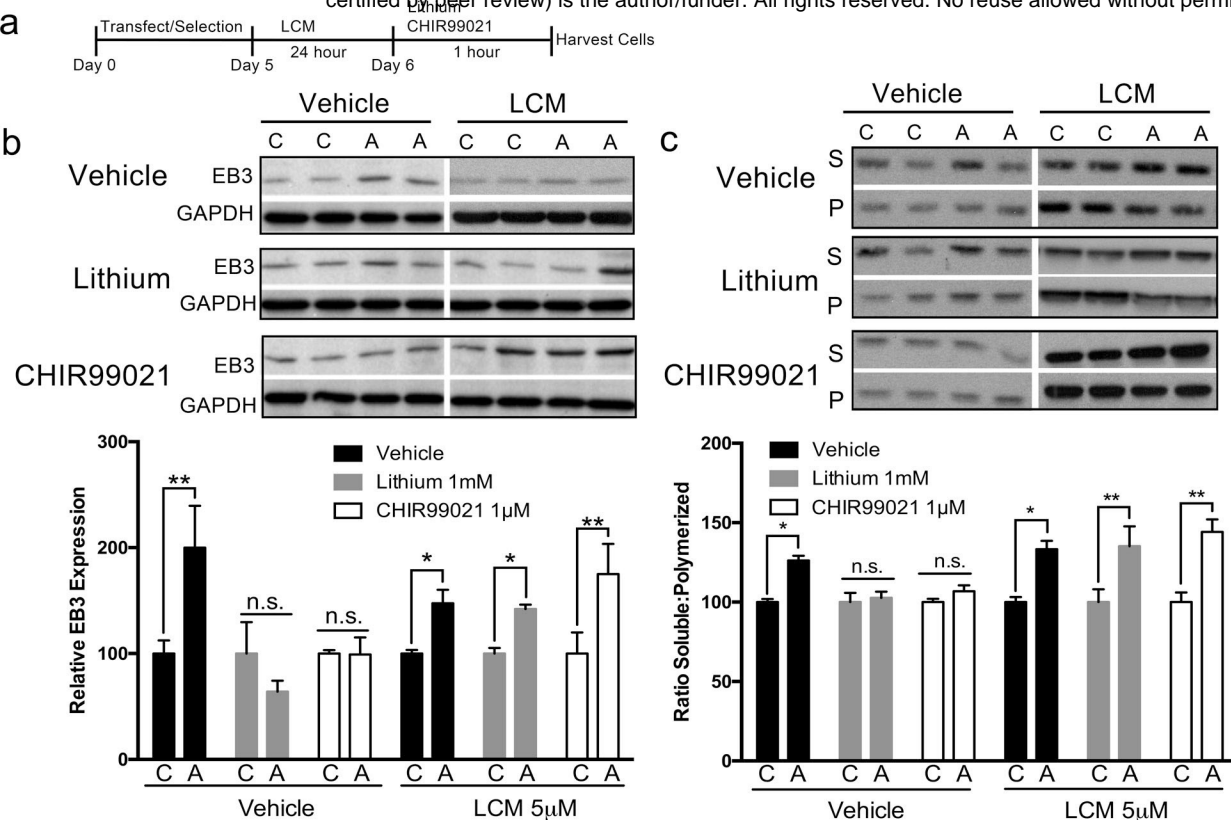 certified by peer review) is the author/funder. All rights reserved. No reuse allowed without permi
a
Lithium
Transfect/Selection LCM CHIR99021
24 hour 1 hour Harvest Cells
Day 0 Day 5 Day 6
b
Vehicle LCM
C C A A C C A A
Vehicle EB3
GAPDH
Lithium EB3
GAPDH
CHIR99021 EB3
GAPDH
300
200
100
0
Relative EB3 Expression
Vehicle
Lithium 1mM
CHIR99021 1µM
** n.s. n.s. * * **
C A C A C A C A C A C A
Vehicle LCM 5µM
c
Vehicle LCM
C C A A C C A A
Vehicle S
P
Lithium S
P
CHIR99021 S
P
200
150
100
50
0
Ratio Soluble:Polymerized
Vehicle
Lithium 1mM
CHIR99021 1µM
* n.s. n.s. * ** **
C A C A C A C A C A C A
Vehicle LCM 5µM